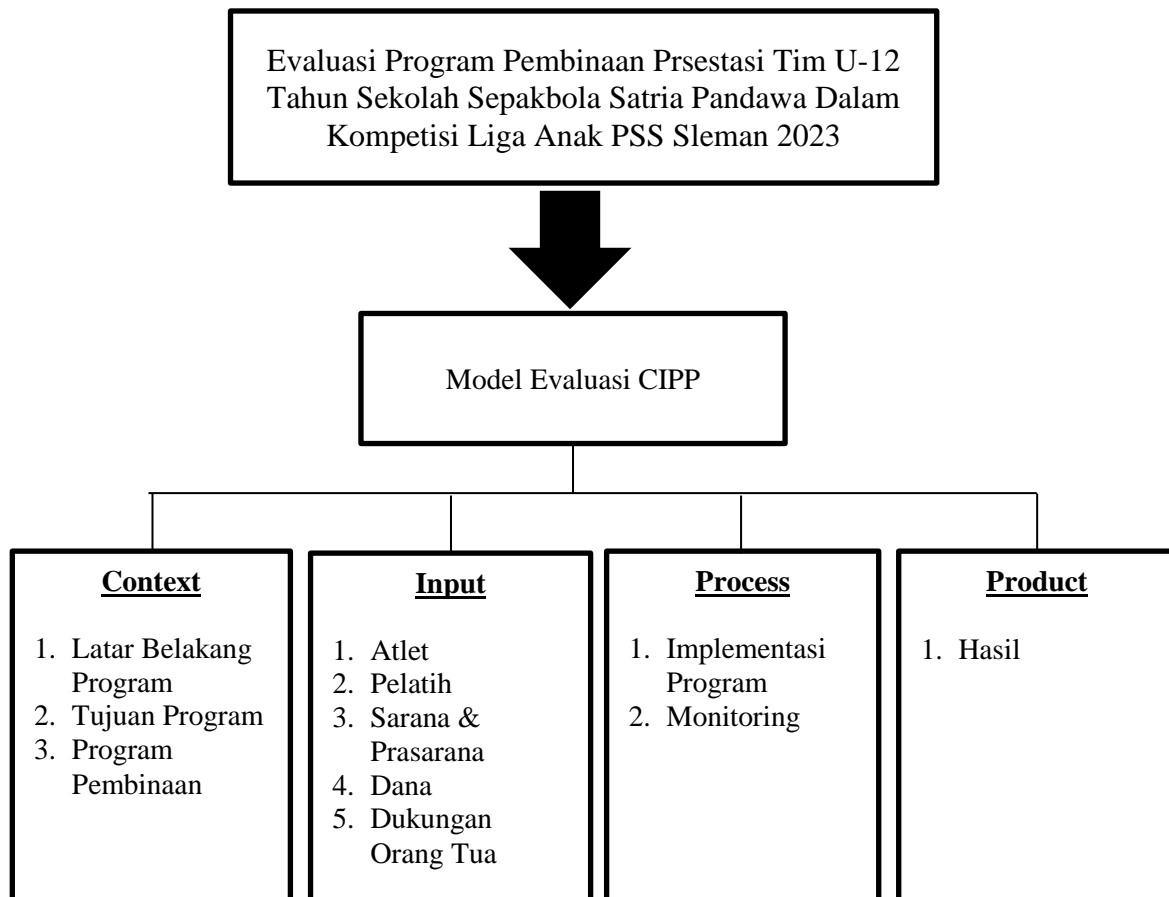 Evaluasi Program Pembinaan Prsestasi Tim U-12
Tahun Sekolah Sepakbola Satria Pandawa Dalam
Kompetisi Liga Anak PSS Sleman 2023
Model Evaluasi CIPP
Context
1. Latar Belakang
Program
2. Tujuan Program
3. Program
Pembinaan
Input
1. Atlet
2. Pelatih
3. Sarana &
Prasarana
4. Dana
5. Dukungan
Orang Tua
Process
1. Implementasi
Program
2. Monitoring
Product
1. Hasil